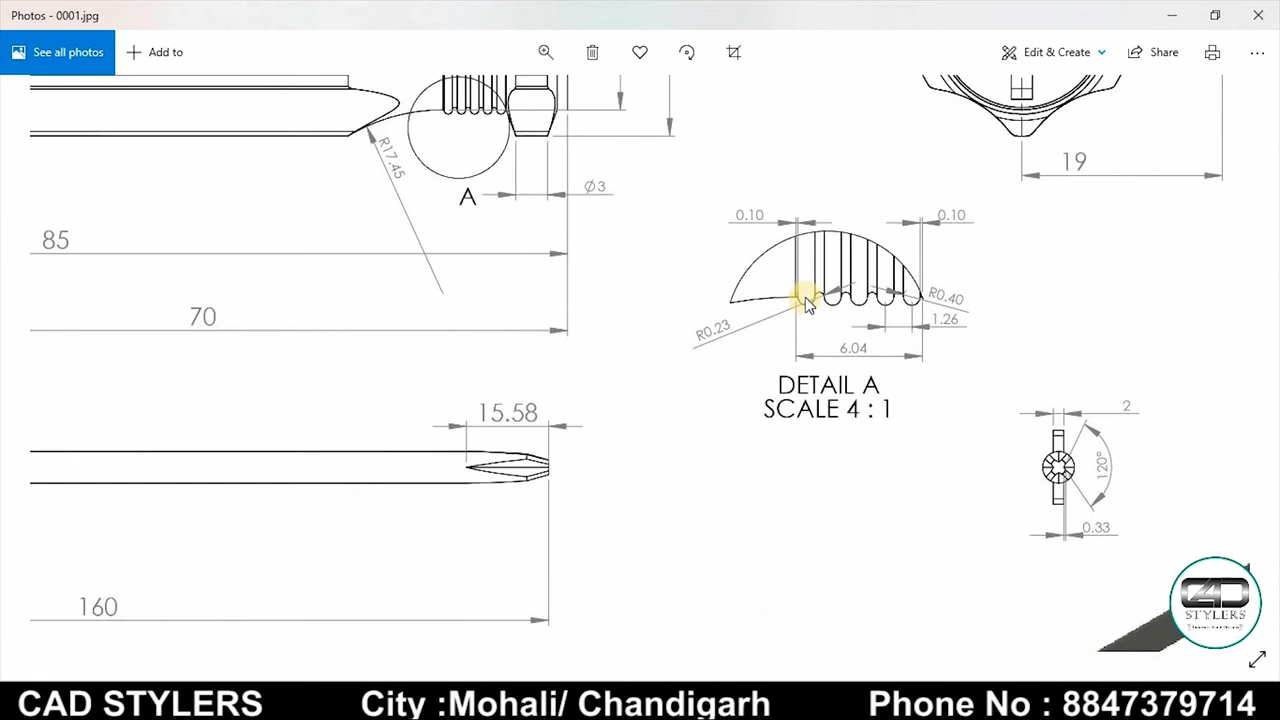 Photos - 0001.jpg
See all photos
Add to
Edit & Create
Share
R17.45
A
Ø3
19
85
70
0.10
0.10
R0.23
R0.40
1.26
6.04
DETAIL A
SCALE 4 : 1
15.58
2
120°
0.33
160
CAD
STYLERS
CAD STYLERS City :Mohali/ Chandigarh Phone No : 8847379714